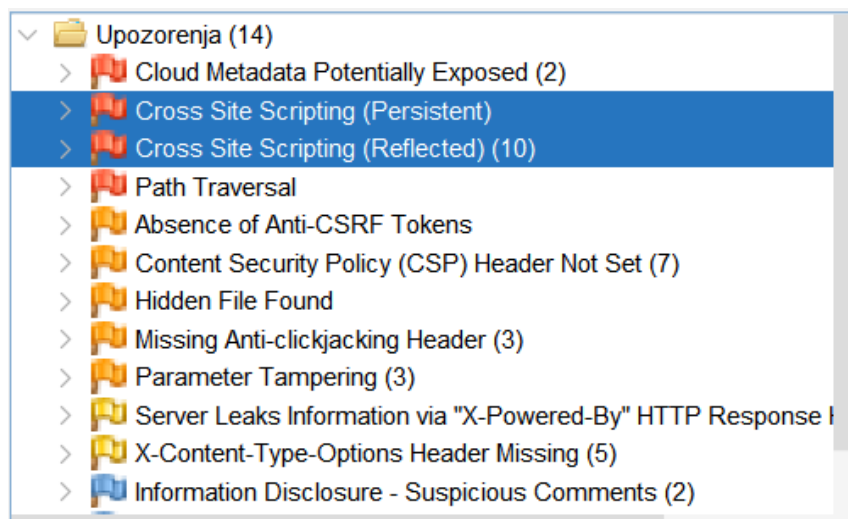 Upozorenja (14)
Cloud Metadata Potentially Exposed (2)
Cross Site Scripting (Persistent)
Cross Site Scripting (Reflected) (10)
Path Traversal
Absence of Anti-CSRF Tokens
Content Security Policy (CSP) Header Not Set (7)
Hidden File Found
Missing Anti-clickjacking Header (3)
Parameter Tampering (3)
Server Leaks Information via "X-Powered-By" HTTP Response
X-Content-Type-Options Header Missing (5)
Information Disclosure - Suspicious Comments (2)